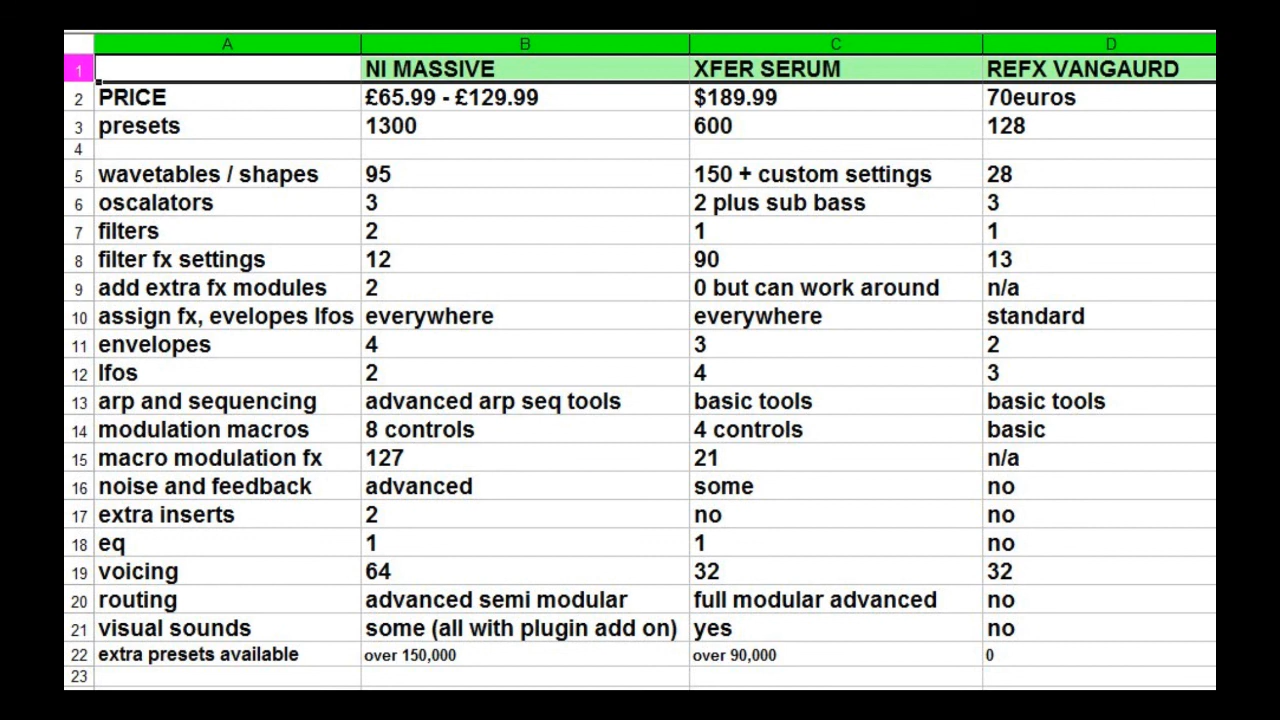 A B C D
1 NI MASSIVE XFER SERUM REFX VANGAURD
2 PRICE £65.99 - £129.99 $189.99 70euros
3 presets 1300 600 128
4
5 wavetables / shapes 95 150 + custom settings 28
6 oscalators 3 2 plus sub bass 3
7 filters 2 1 1
8 filter fx settings 12 90 13
9 add extra fx modules 2 0 but can work around n/a
10 assign fx, evelopes lfos everywhere everywhere standard
11 envelopes 4 3 2
12 lfos 2 4 3
13 arp and sequencing advanced arp seq tools basic tools basic tools
14 modulation macros 8 controls 4 controls basic
15 macro modulation fx 127 21 n/a
16 noise and feedback advanced some no
17 extra inserts 2 no no
18 eq 1 1 no
19 voicing 64 32 32
20 routing advanced semi modular full modular advanced no
21 visual sounds some (all with plugin add on) yes no
22 extra presets available over 150,000 over 90,000 0
23